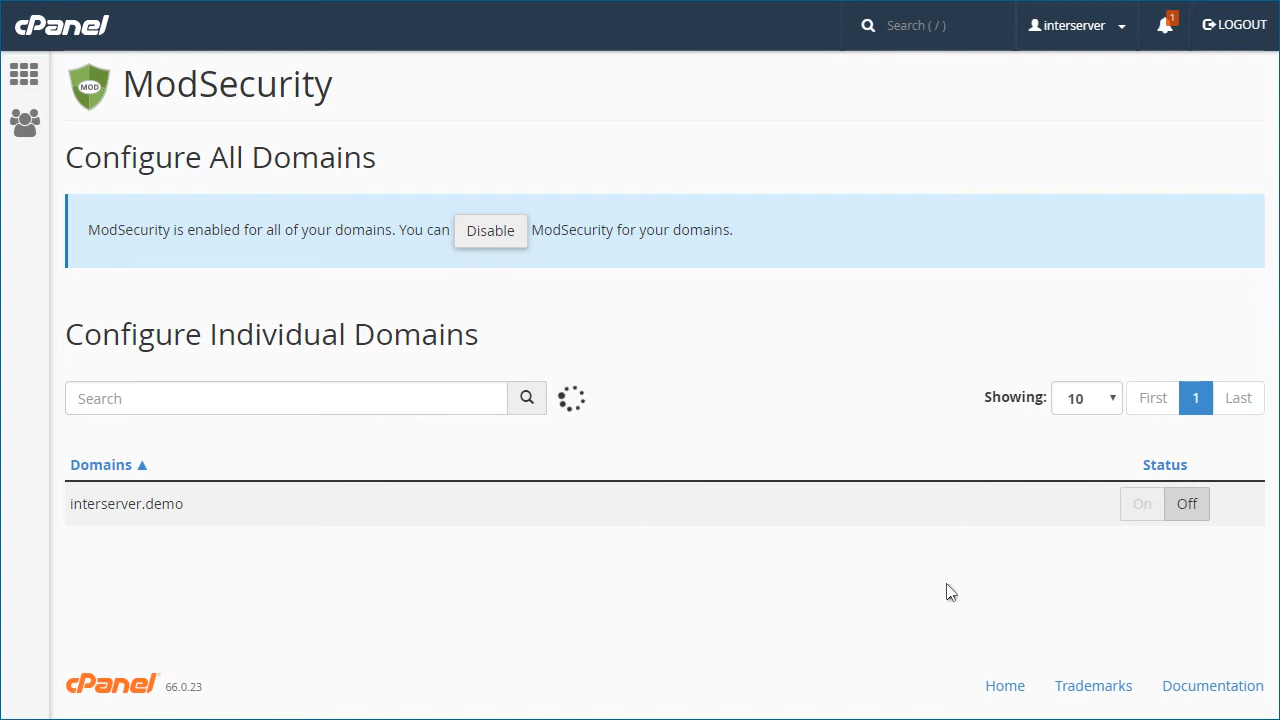 cPanel Search ( / ) interserver 1 LOGOUT
MOD ModSecurity
Configure All Domains
ModSecurity is enabled for all of your domains. You can Disable ModSecurity for your domains.
Configure Individual Domains
Search Showing: 10 First 1 Last
Domains Status
interserver.demo On Off
cPanel 66.0.23 Home Trademarks Documentation